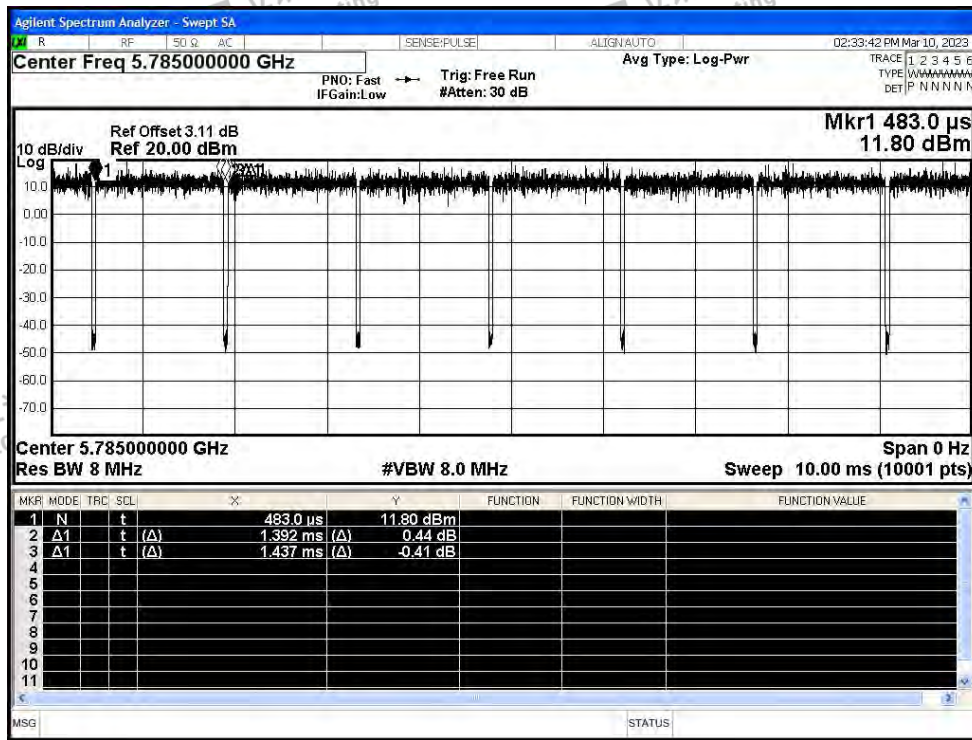 Agilent Spectrum Analyzer - Swept SA
LXI R RF 50 Ω AC SENSE:PULSE ALIGNAUTO 02:33:42 PM Mar 10, 2023
Center Freq 5.785000000 GHz
PNO: Fast
IFGain:Low
Trig: Free Run
#Atten: 30 dB
Avg Type: Log-Pwr
TRACE 1 2 3 4 5 6
TYPE WWWWWW
DET P N N N N N
Mkr1 483.0 µs
11.80 dBm
Ref Offset 3.11 dB
10 dB/div Ref 20.00 dBm
Log
1
10.0
0.00
-10.0
-20.0
-30.0
-40.0
-50.0
-60.0
-70.0
Center 5.785000000 GHz Span 0 Hz
Res BW 8 MHz #VBW 8.0 MHz Sweep 10.00 ms (10001 pts)
MKR MODE TRC SCL X Y FUNCTION FUNCTION WIDTH FUNCTION VALUE
1 N t 483.0 µs 11.80 dBm
2 Δ1 t (Δ) 1.392 ms (Δ) 0.44 dB
3 Δ1 t (Δ) 1.437 ms (Δ) -0.41 dB
4
5
6
7
8
9
10
11
MSG STATUS